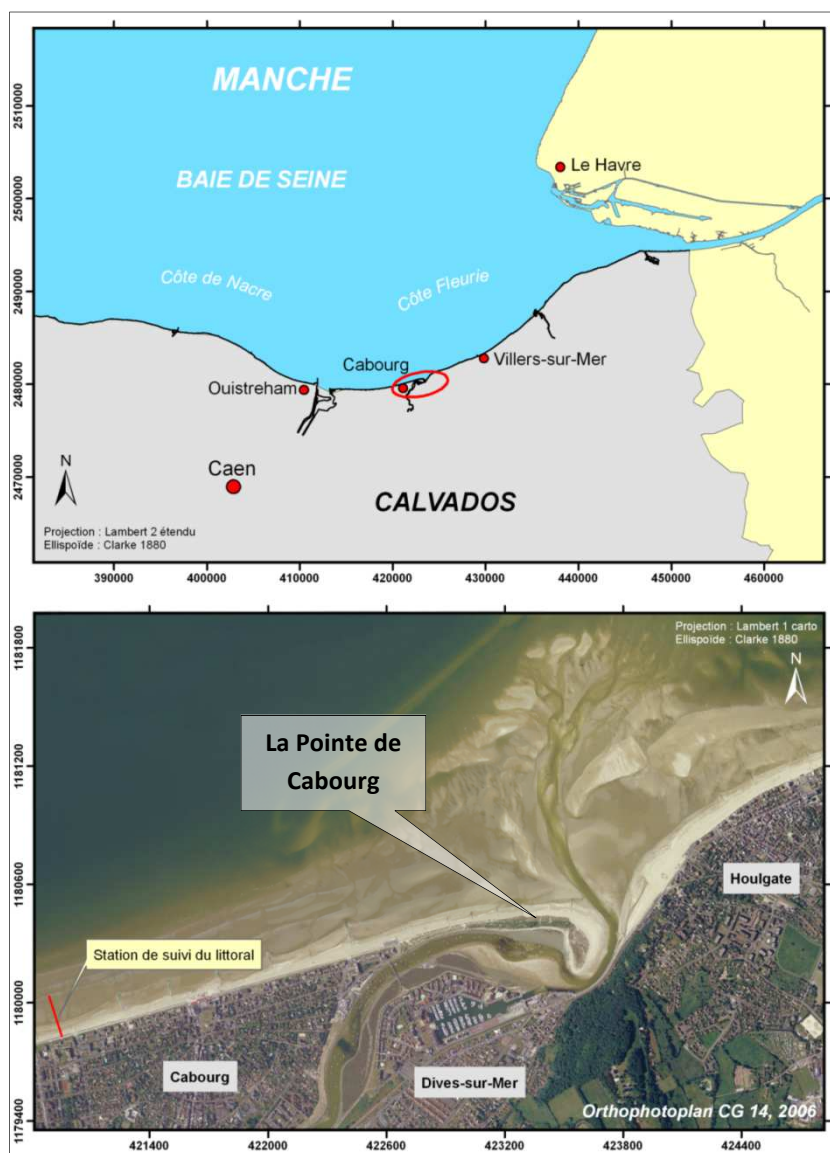 MANCHE
BAIE DE SEINE
Côte de Nacre
Côte Fleurie
Le Havre
Cabourg
Villers-sur-Mer
Ouistreham
Caen
CALVADOS
N
Projection : Lambert 2 étendu
Ellispoïde : Clarke 1880
2510000
2500000
2490000
2480000
2470000
390000 400000 410000 420000 430000 440000 450000 460000
Projection : Lambert 1 carto
Ellispoïde : Clarke 1880
N
La Pointe de
Cabourg
Houlgate
Station de suivi du littoral
Cabourg
Dives-sur-Mer
Orthophotoplan CG 14, 2006
1181800
1181200
1180600
1180000
1179400
421400 422000 422600 423200 423800 424400